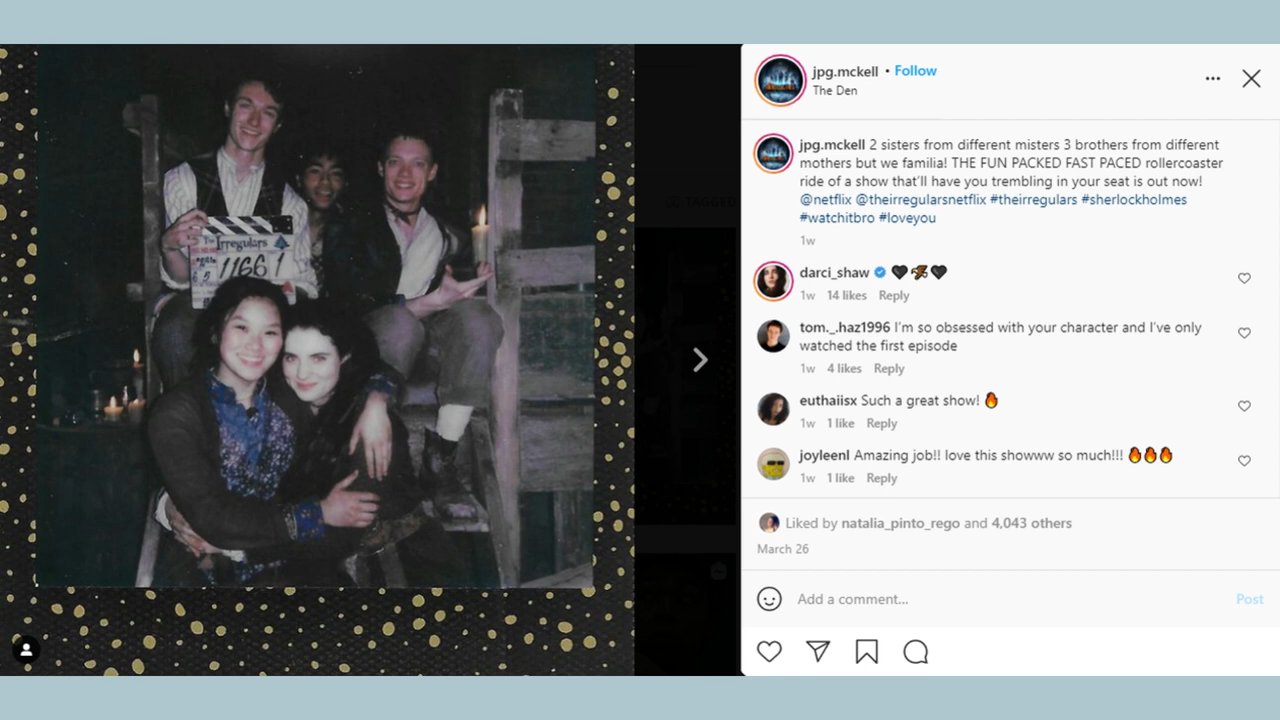 The
Irregulars
1166 1
jpg.mckell • Follow
The Den
jpg.mckell 2 sisters from different misters 3 brothers from different
mothers but we familia! THE FUN PACKED FAST PACED rollercoaster
ride of a show that'll have you trembling in your seat is out now!
@netflix @theirregularsnetflix #theirregulars #sherlockholmes
#watchitbro #loveyou
1w
darci_shaw 🖤🐒🖤
1w 14 likes Reply
tom._.haz1996 I'm so obsessed with your character and I've only
watched the first episode
1w 4 likes Reply
euthaiisx Such a great show! 🔥
1w 1 like Reply
joyleenl Amazing job!! love this showww so much!!! 🔥🔥🔥
1w 1 like Reply
Liked by natalia_pinto_rego and 4,043 others
March 26
Add a comment...
Post
TAGGED